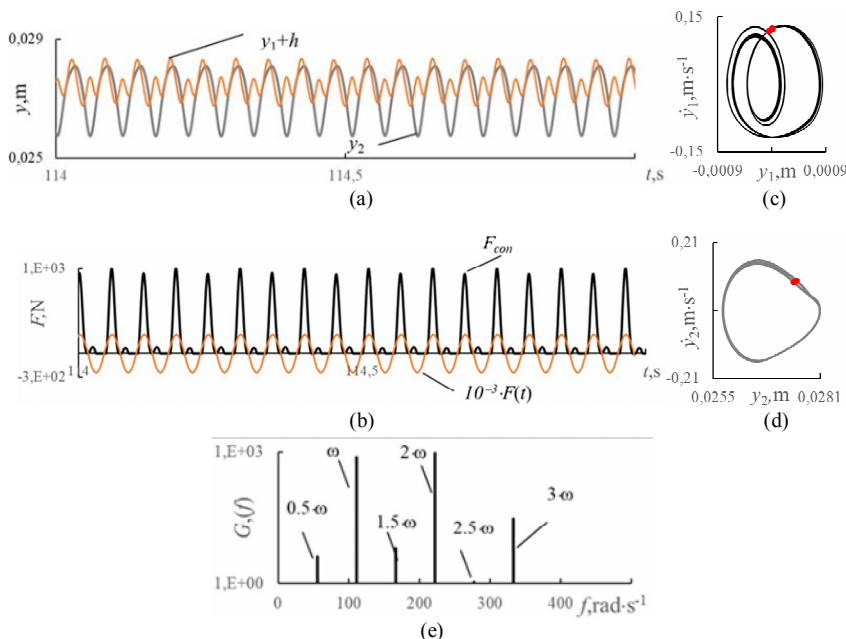 0,029
y,m
0,025
y₁+h
y₂
114
114,5
t,s
(a)
0,15
ẏ₁,m·s⁻¹
-0,15
-0,0009
y₁,m
0,0009
(c)
1,E+03
F,N
-3,E+02
F_con
114
114,5
t,s
10⁻³·F(t)
(b)
0,21
ẏ₂,m·s⁻¹
-0,21
0,0255
y₂,m
0,0281
(d)
1,E+03
G,(f)
1,E+00
0.5·ω
ω
1.5·ω
2·ω
2.5·ω
3·ω
0
100
200
300
400
f,rad·s⁻¹
(e)